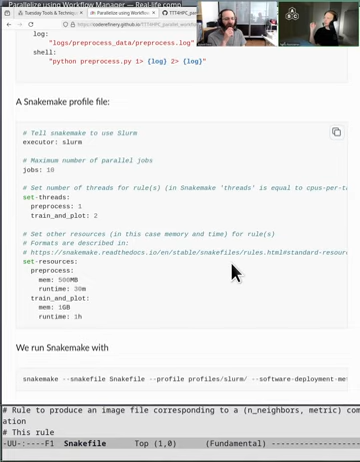 Parallelize using Workflow Manager — Real-life comp
Tuesday Tools & Technique
Parallelize using Workflow
TTT4HPC_par
https://coderefinery.github.io/TTT4HPC_parallel_workf
log:
"logs/preprocess_data/preprocess.log"
shell:
"python preprocess.py 1> {log} 2> {log}"
A Snakemake profile file:
# Tell snakemake to use Slurm
executor: slurm
# Maximum number of parallel jobs
jobs: 10
# Set number of threads for rule(s) (in Snakemake 'threads' is equal to cpus-per-t
set-threads:
preprocess: 1
train_and_plot: 2
# Set other resources (in this case memory and time) for rule(s)
# Formats are described in:
# https://snakemake.readthedocs.io/en/stable/snakefiles/rules.html#standard-resour
set-resources:
preprocess:
mem: 500MB
runtime: 30m
train_and_plot:
mem: 1GB
runtime: 1h
We run Snakemake with
snakemake --snakefile Snakefile --profile profiles/slurm/ --software-deployment-me
# Rule to produce an image file corresponding to a (n_neighbors, metric) com
ation
# This rule
-UU-:----F1 Snakefile Top (1,0) (Fundamental) -------------------